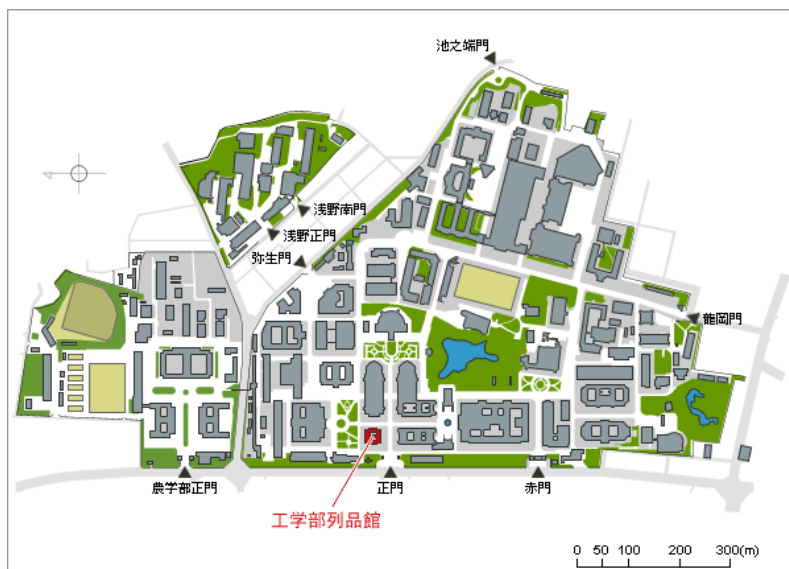 池之端門
浅野南門
浅野正門
弥生門
龍岡門
農学部正門
正門
赤門
工学部列品館
0 50 100 200 300(m)